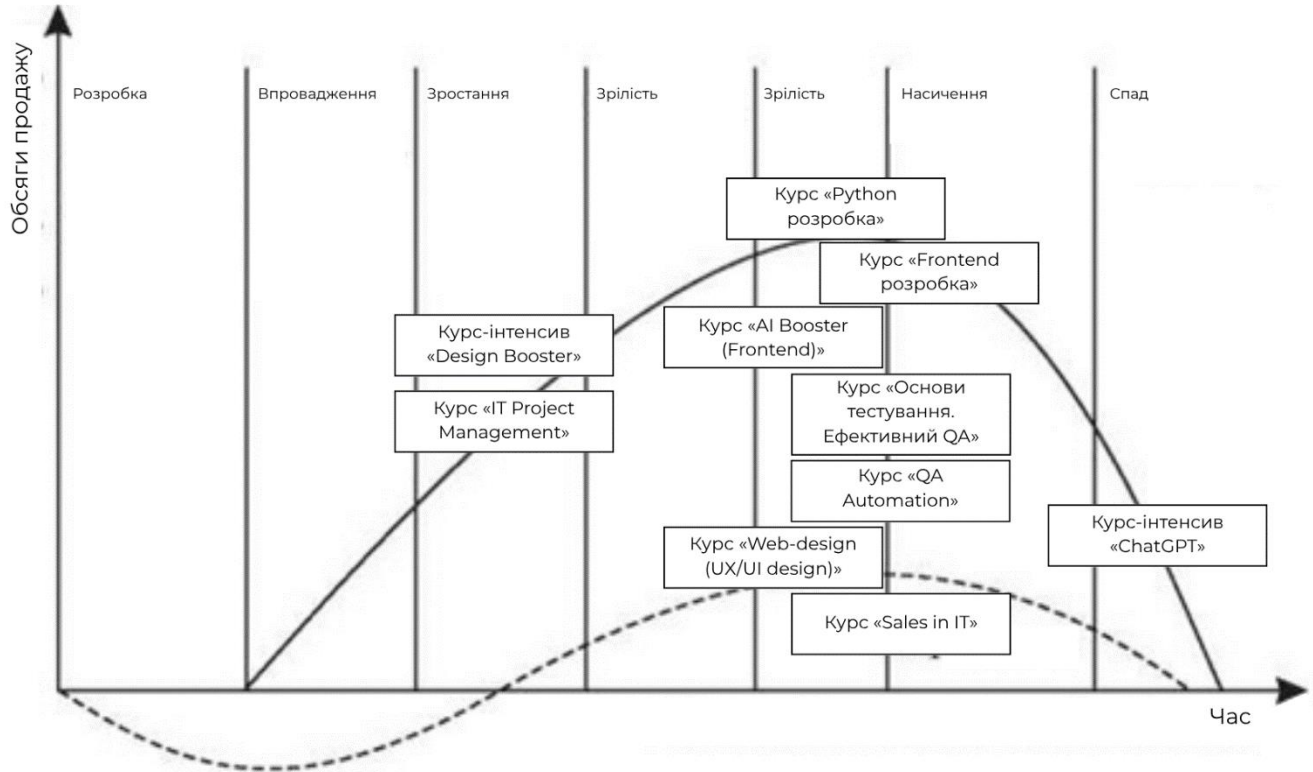 Обсяги продажу
Розробка
Впровадження
Зростання
Зрілість
Зрілість
Насичення
Спад
Курс «Python
розробка»
Курс «Frontend
розробка»
Курс-інтенсив
«Design Booster»
Курс «AI Booster
(Frontend)»
Курс «IT Project
Management»
Курс «Основи
тестування.
Ефективний QA»
Курс «QA
Automation»
Курс-інтенсив
«ChatGPT»
Курс «Web-design
(UX/UI design)»
Курс «Sales in IT»
Час